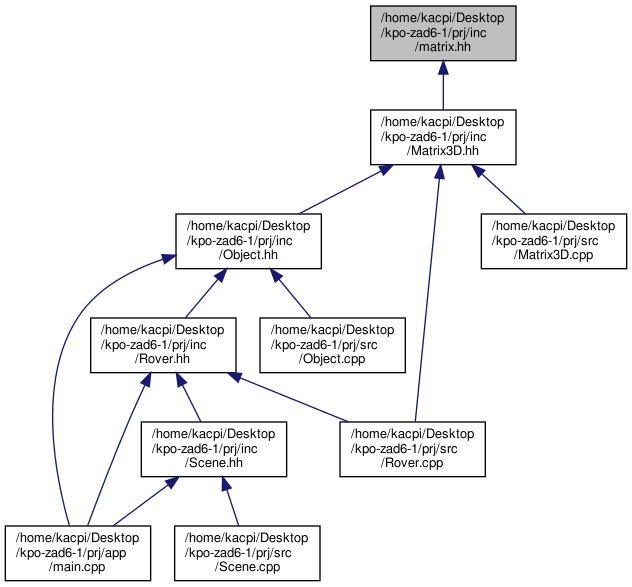 /home/kacpi/Desktop
/kpo-zad6-1/prj/inc
/matrix.hh
/home/kacpi/Desktop
/kpo-zad6-1/prj/inc
/Matrix3D.hh
/home/kacpi/Desktop
/kpo-zad6-1/prj/inc
/Object.hh
/home/kacpi/Desktop
/kpo-zad6-1/prj/src
/Matrix3D.cpp
/home/kacpi/Desktop
/kpo-zad6-1/prj/inc
/Rover.hh
/home/kacpi/Desktop
/kpo-zad6-1/prj/src
/Object.cpp
/home/kacpi/Desktop
/kpo-zad6-1/prj/inc
/Scene.hh
/home/kacpi/Desktop
/kpo-zad6-1/prj/src
/Rover.cpp
/home/kacpi/Desktop
/kpo-zad6-1/prj/app
/main.cpp
/home/kacpi/Desktop
/kpo-zad6-1/prj/src
/Scene.cpp